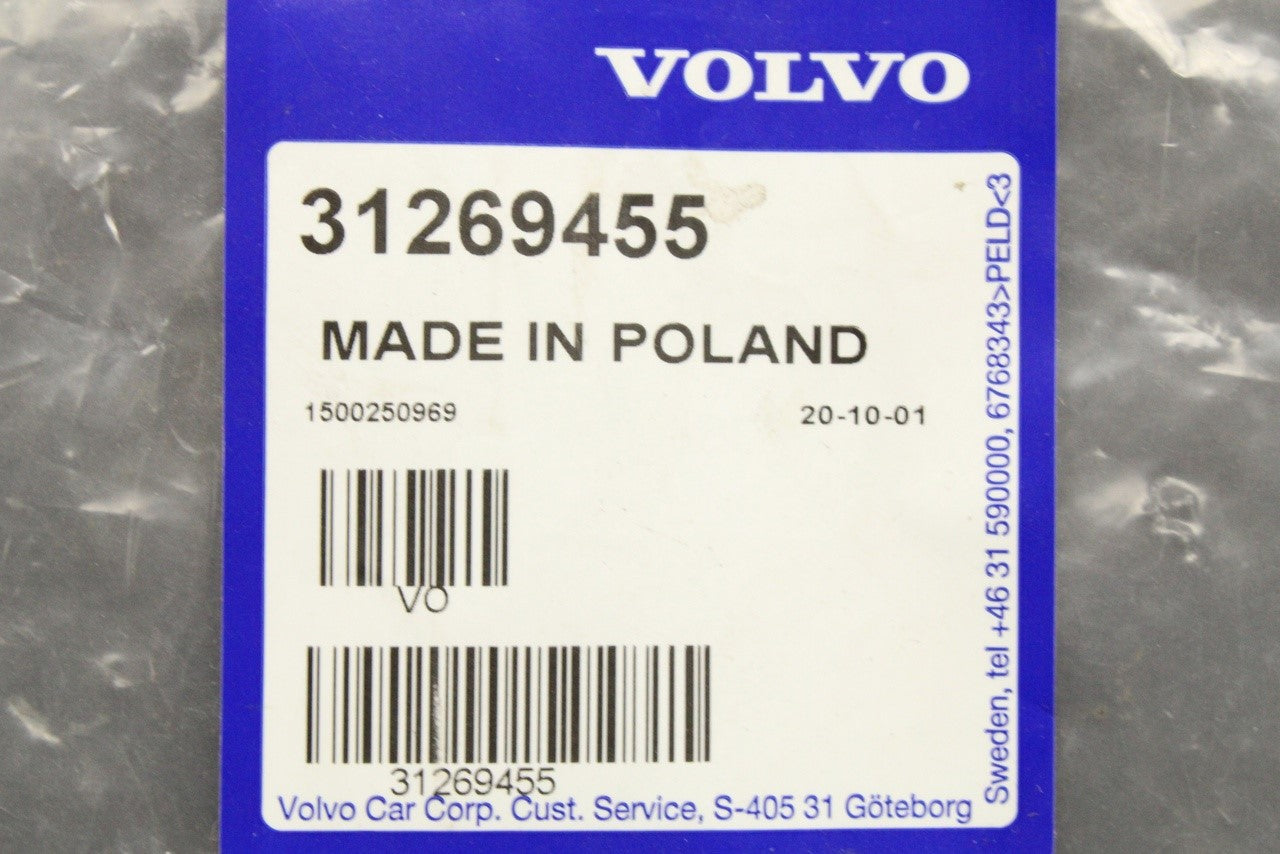 VOLVO
31269455
MADE IN POLAND
1500250969 20-10-01
VO
31269455
Volvo Car Corp. Cust. Service, S-405 31 Göteborg
Sweden, tel +46 31 590000, 6768343>PELD<3